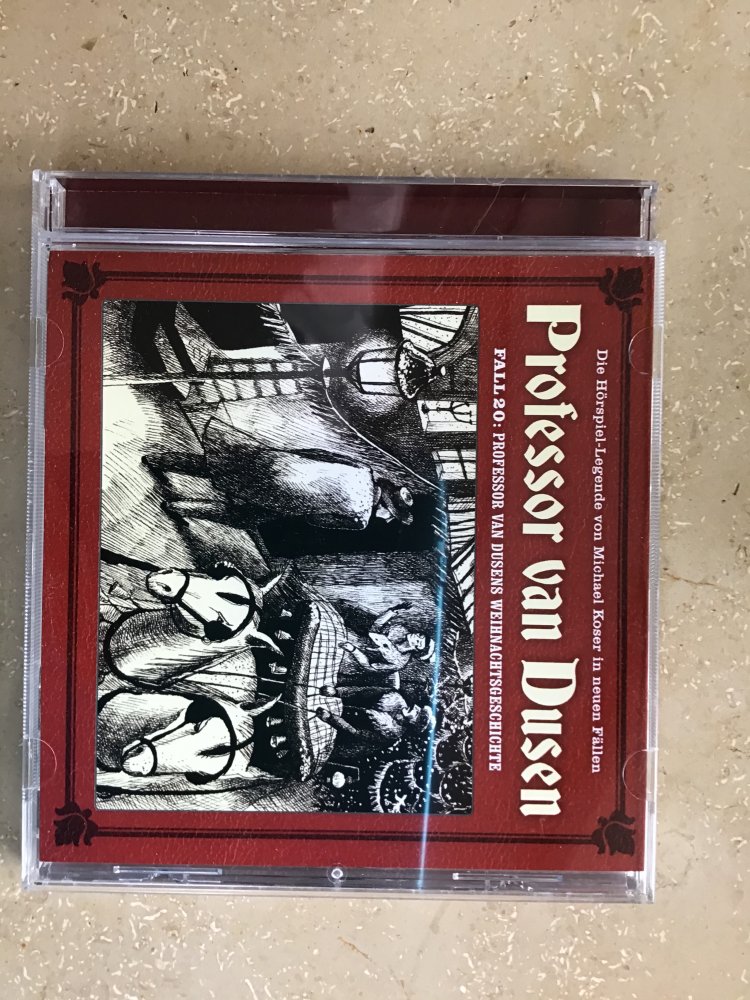 Die Hörspiel-Legende von Michael Koser in neuen Fällen
Professor van Dusen
FALL 20: PROFESSOR VAN DUSENS WEIHNACHTSGESCHICHTE